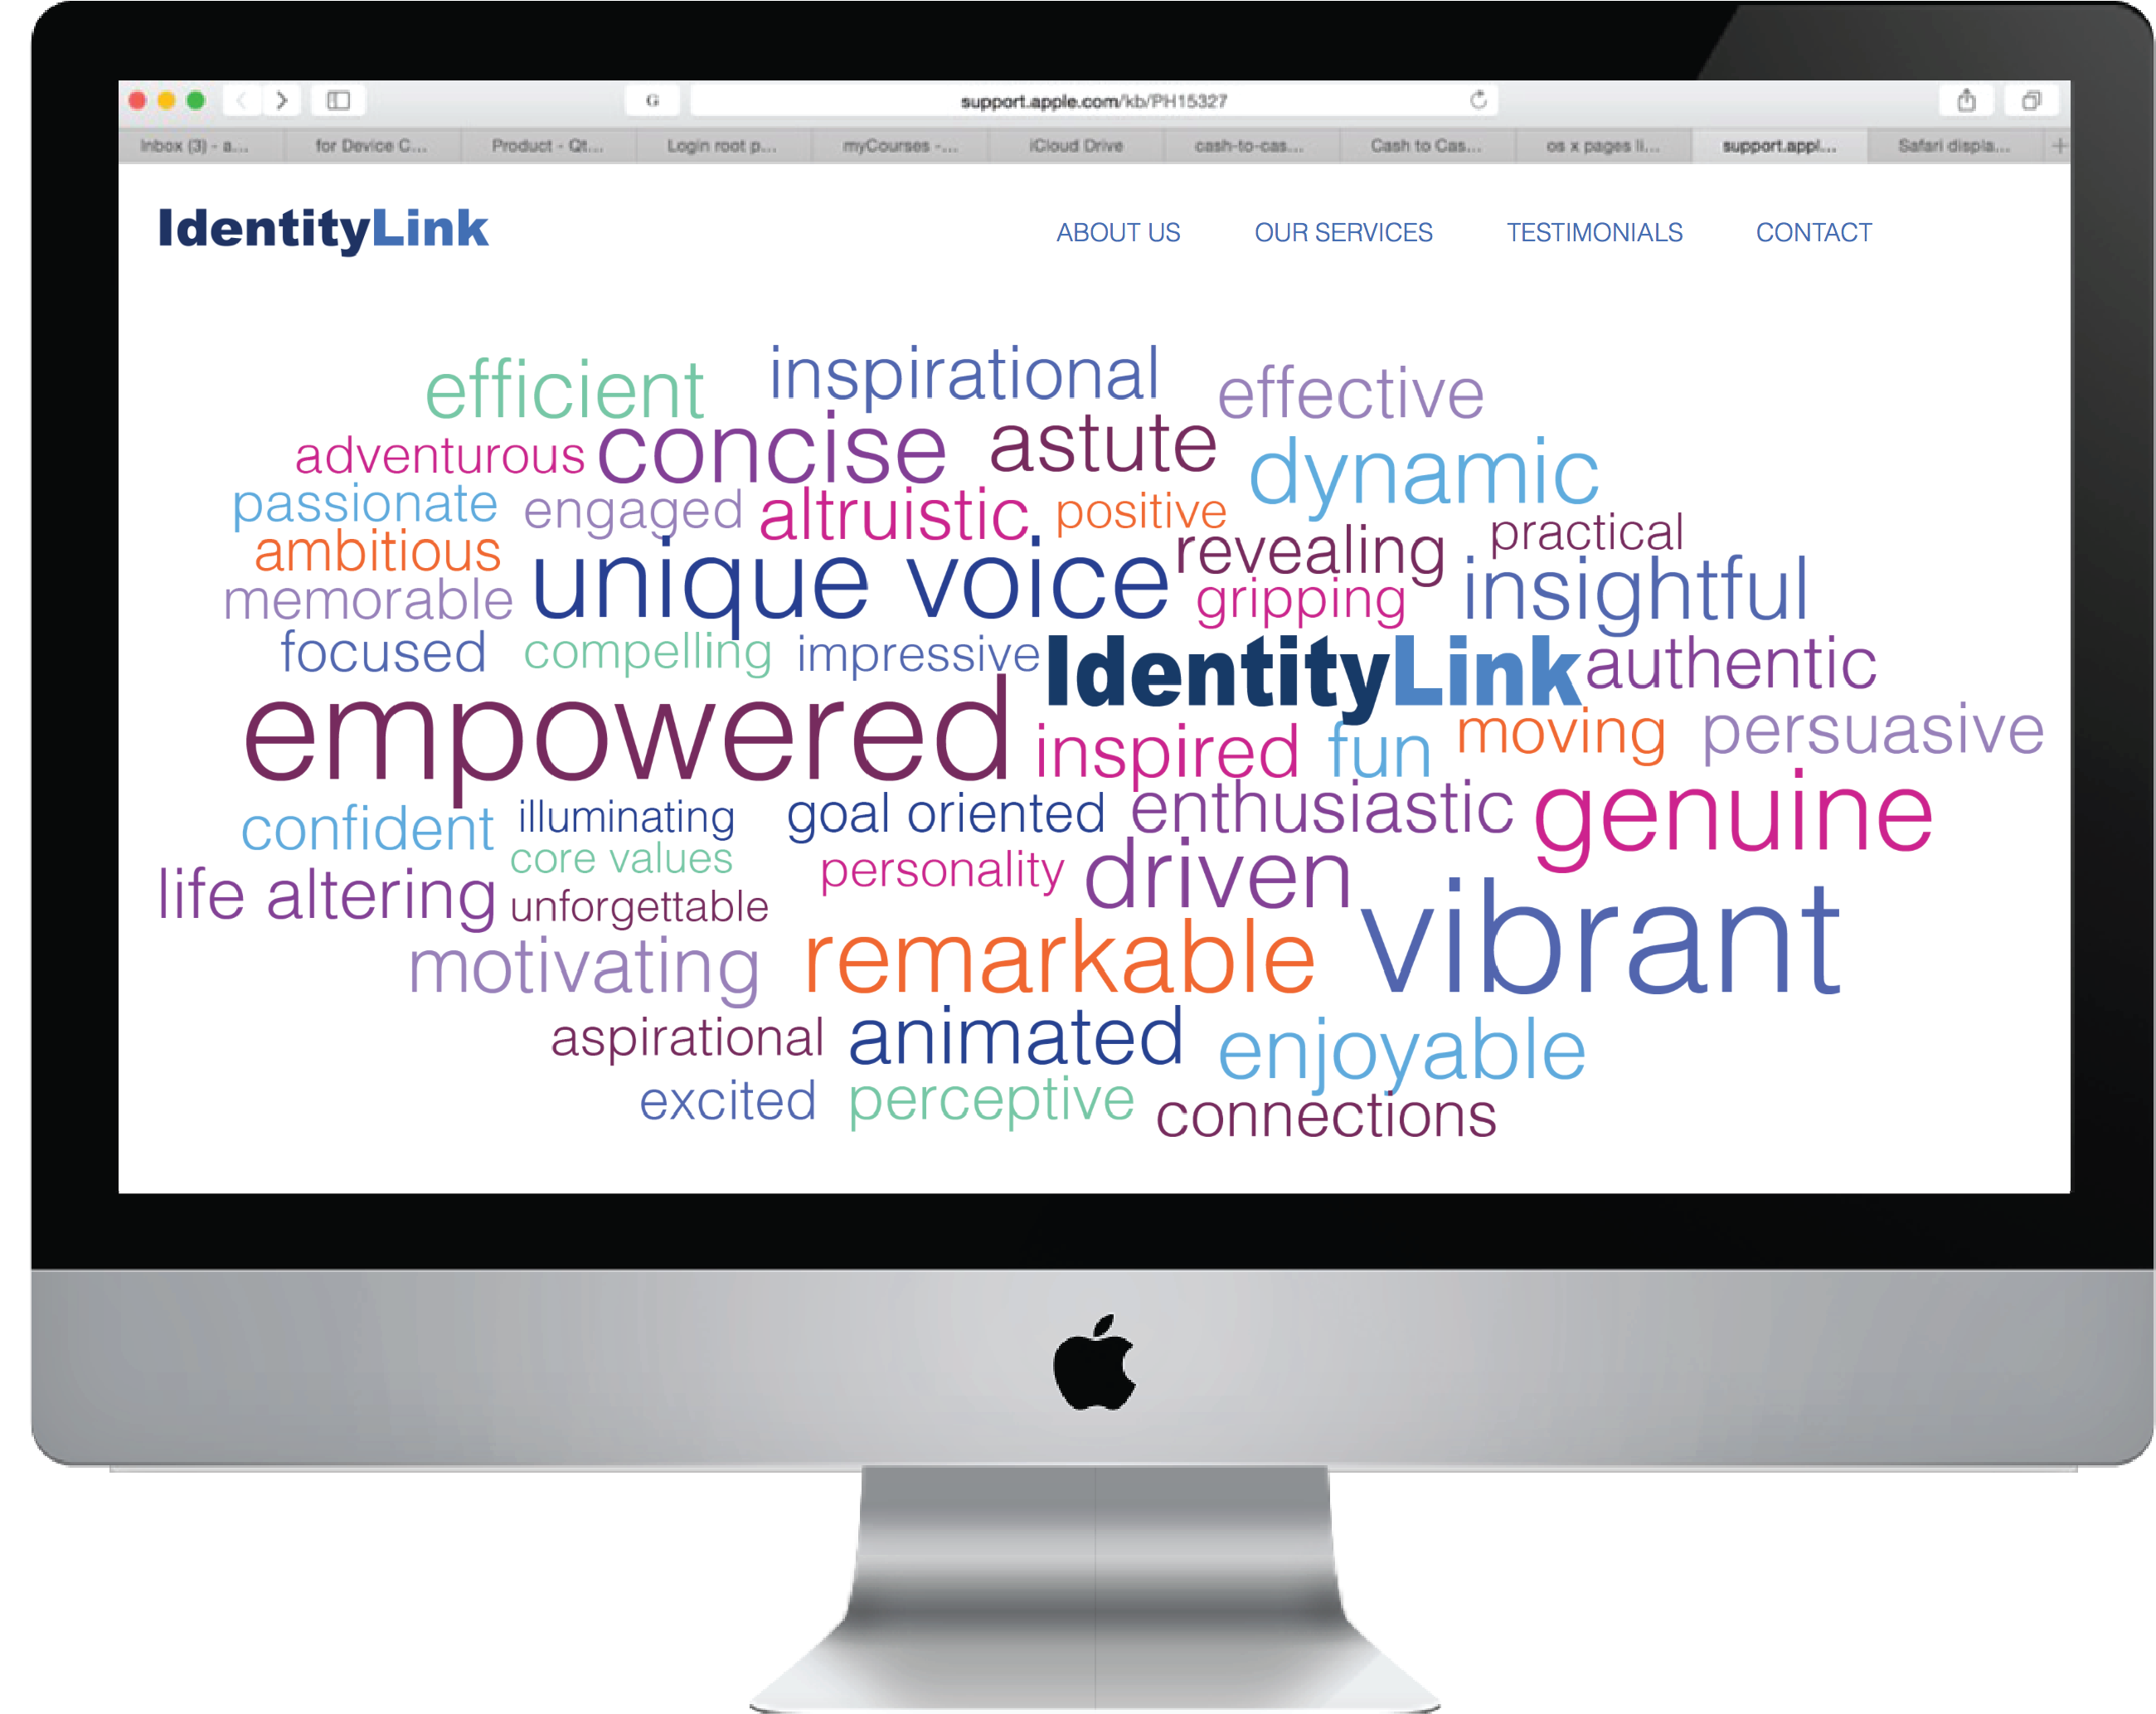 G support.apple.com/kb/PH15327
Inbox (3) - a... for Device C... Product - Qt... Login root p... myCourses -... iCloud Drive cash-to-cas... Cash to Cas... os x pages li... support.appl... Safari displa... +
IdentityLink ABOUT US OUR SERVICES TESTIMONIALS CONTACT
efficient inspirational effective
adventurous concise astute dynamic
passionate engaged altruistic positive practical
ambitious unique voice revealing insightful
memorable gripping
focused compelling impressive IdentityLink authentic
empowered inspired fun moving persuasive
confident illuminating goal oriented enthusiastic genuine
core values personality driven
life altering unforgettable vibrant
motivating remarkable
aspirational animated enjoyable
excited perceptive connections